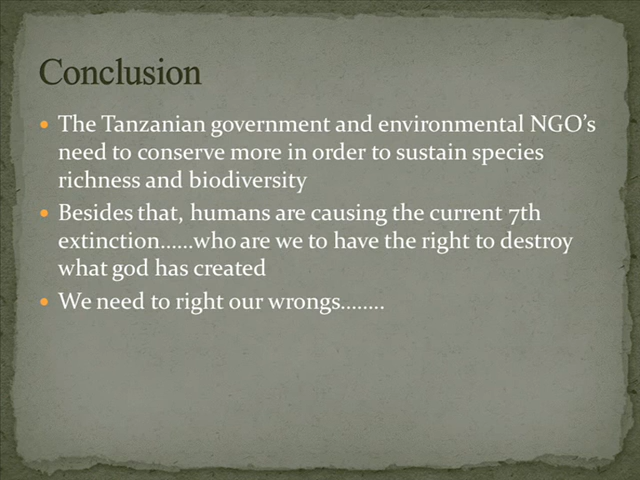 Conclusion
The Tanzanian government and environmental NGO's
need to conserve more in order to sustain species
richness and biodiversity
Besides that, humans are causing the current 7th
extinction......who are we to have the right to destroy
what god has created
We need to right our wrongs........